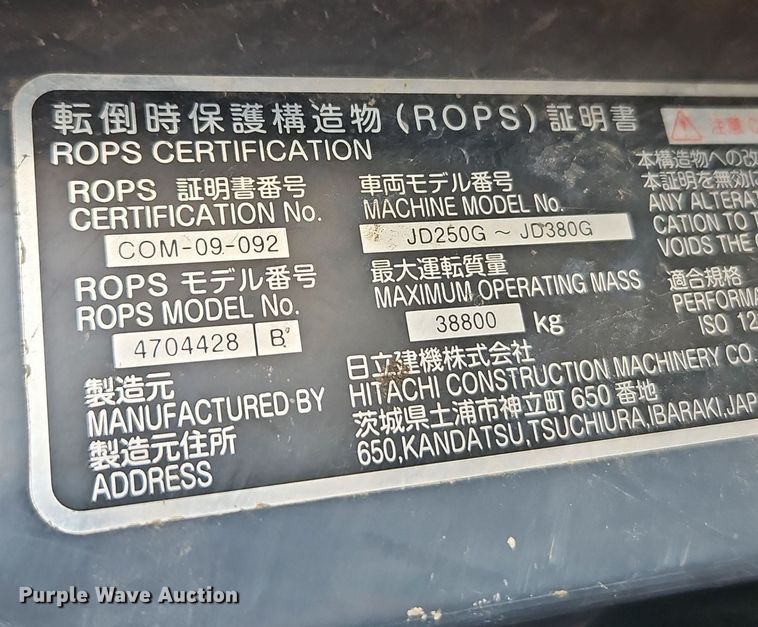 転倒時保護構造物(ROPS)証明書
ROPS CERTIFICATION
注意
ROPS 証明書番号
CERTIFICATION No.
COM-09-092
車両モデル番号
MACHINE MODEL No.
JD250G ~ JD380G
本構造物への改
本証明を無効に
ANY ALTERAT
CATION TO T
VOIDS THE
ROPS モデル番号
ROPS MODEL No.
4704428 B
最大運転質量
MAXIMUM OPERATING MASS
38800 kg
適合規格
PERFORMA
ISO 12
製造元
MANUFACTURED BY
日立建機株式会社
HITACHI CONSTRUCTION MACHINERY CO.
製造元住所
ADDRESS
茨城県土浦市神立町 650 番地
650,KANDATSU,TSUCHIURA,IBARAKI,JAP
Purple Wave Auction